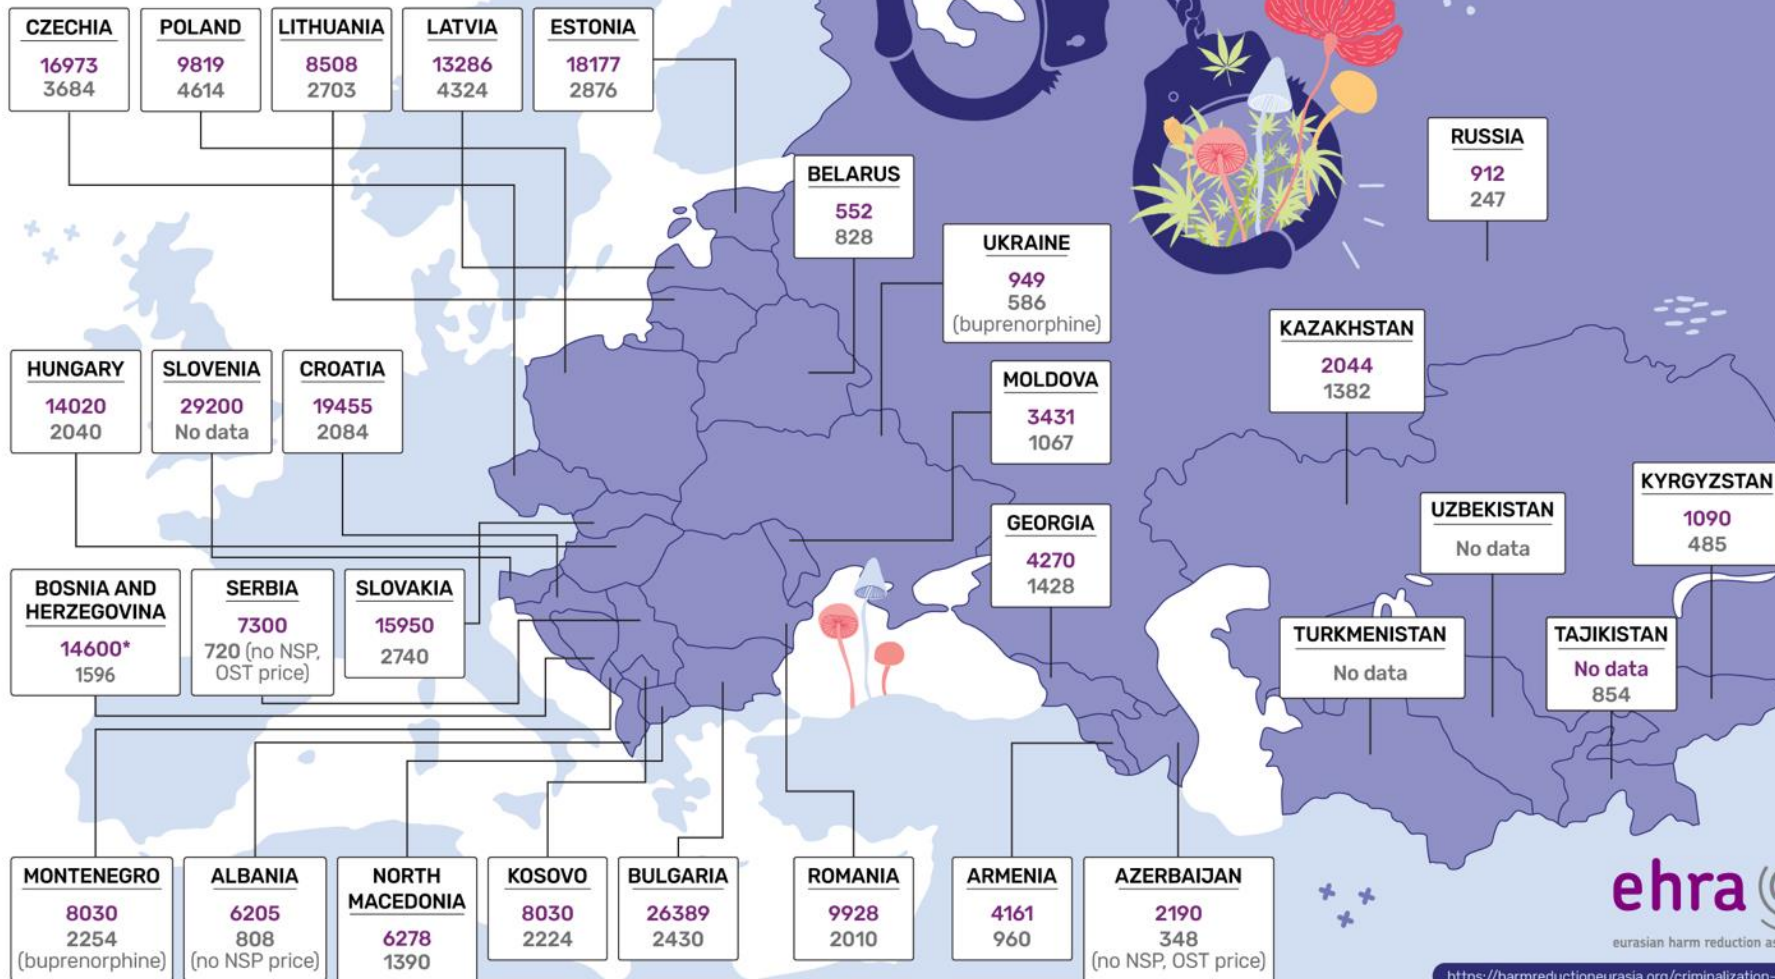 CZECHIA
16973
3684
POLAND
9819
4614
LITHUANIA
8508
2703
LATVIA
13286
4324
ESTONIA
18177
2876
BELARUS
552
828
RUSSIA
912
247
UKRAINE
949
586
(buprenorphine)
KAZAKHSTAN
2044
1382
HUNGARY
14020
2040
SLOVENIA
29200
No data
CROATIA
19455
2084
MOLDOVA
3431
1067
KYRGYZSTAN
1090
485
UZBEKISTAN
No data
GEORGIA
4270
1428
BOSNIA AND
HERZEGOVINA
14600*
1596
SERBIA
7300
720 (no NSP,
OST price)
SLOVAKIA
15950
2740
TURKMENISTAN
No data
TAJIKISTAN
No data
854
MONTENEGRO
8030
2254
(buprenorphine)
ALBANIA
6205
808
(no NSP price)
NORTH
MACEDONIA
6278
1390
KOSOVO
8030
2224
BULGARIA
26389
2430
ROMANIA
9928
2010
ARMENIA
4161
960
AZERBAIJAN
2190
348
(no NSP, OST price)
ehra
eurasian harm reduction as
https://harmreductioneurasia.org/criminalization-